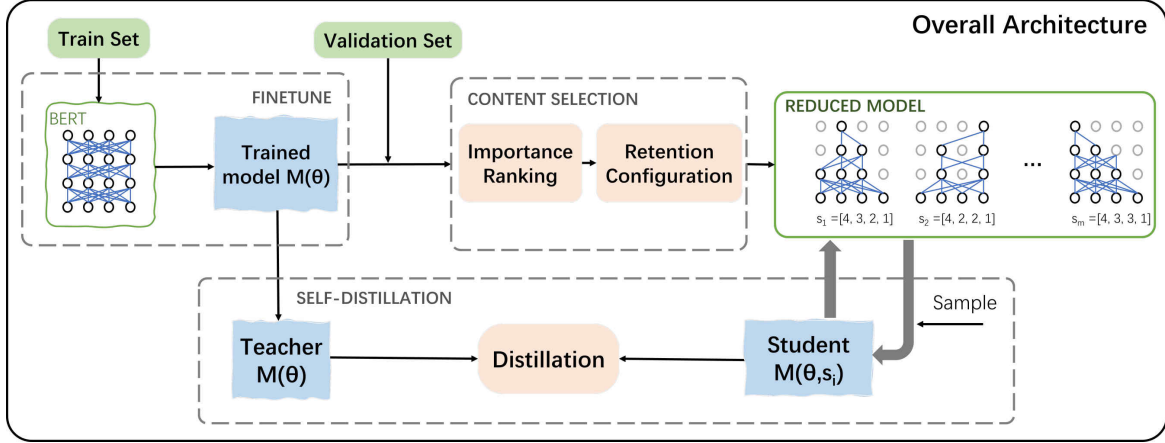 Overall Architecture
Train Set
Validation Set
FINETUNE
BERT
Trained
model M(θ)
CONTENT SELECTION
Importance
Ranking
Retention
Configuration
REDUCED MODEL
...
s₁ =[4, 3, 2, 1]
s₂ =[4, 2, 2, 1]
sₘ =[4, 3, 3, 1]
SELF-DISTILLATION
Sample
Teacher
M(θ)
Distillation
Student
M(θ,sᵢ)